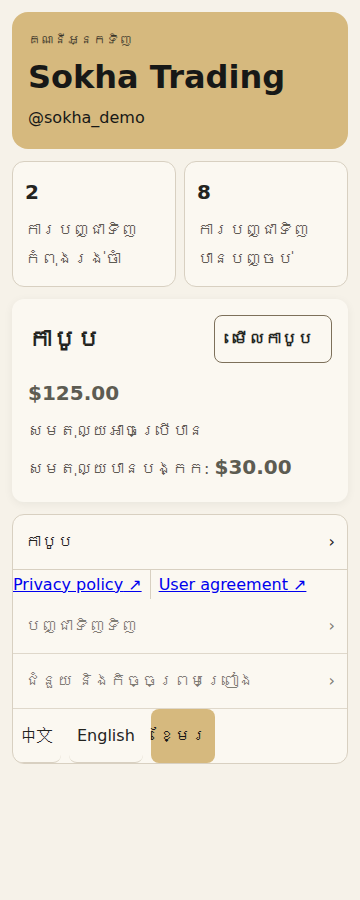 គណនីអ្នកទិញ
Sokha Trading
@sokha_demo
2
ការបញ្ជាទិញ
កំពុងរង់ចាំ
8
ការបញ្ជាទិញ
បានបញ្ចប់
កាបូប
មើលកាបូប
$125.00
សមតុល្យអាចប្រើបាន
សមតុល្យបានបង្កក: $30.00
កាបូប ›
Privacy policy ↗ User agreement ↗
បញ្ជាទិញទិញ ›
ជំនួយ និងកិច្ចព្រមព្រៀង ›
中文 English ខ្មែរ